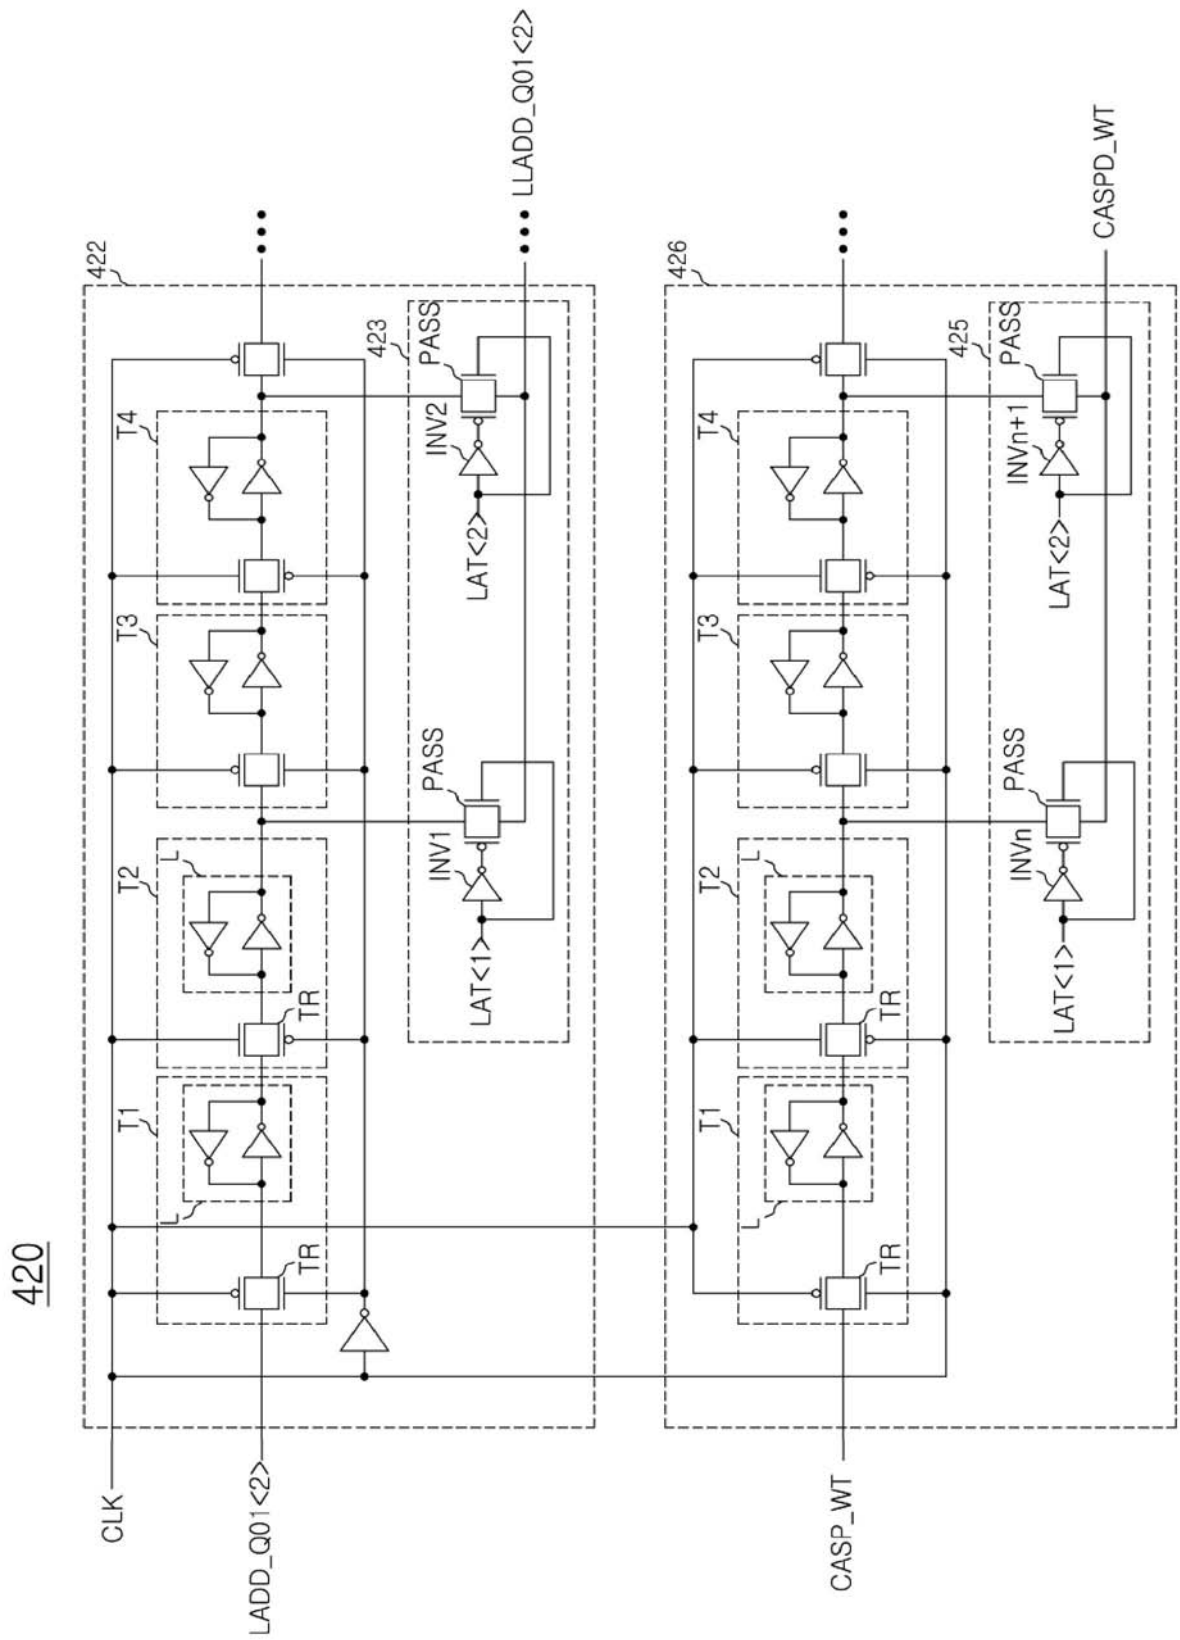 420
422
T1
T2
T3
T4
L
L
TR
TR
CLK
LADD_Q01<2>
423
PASS
PASS
INV1
INV2
LAT<1>
LAT<2>
LLADD_Q01<2>
426
T1
T2
T3
T4
L
L
TR
TR
CASP_WT
425
PASS
PASS
INVn
INVn+1
LAT<1>
LAT<2>
CASPD_WT